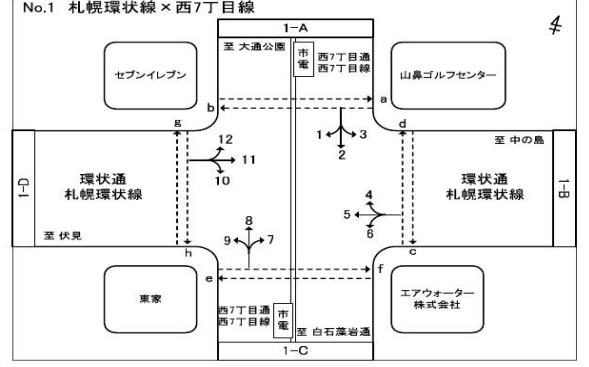 No.1 札幌環状線×西7丁目線
1-A
至 大通公園
市電
西7丁目通
西7丁目線
セブンイレブン
山鼻ゴルフセンター
b
a
g
d
1
2
3
至 中の島
12
11
10
1-D
環状通
札幌環状線
環状通
札幌環状線
1-B
4
5
6
至 伏見
8
9
7
h
c
e
f
東家
エアウォーター
株式会社
西7丁目通
西7丁目線
市電
至 白石藻岩通
1-C